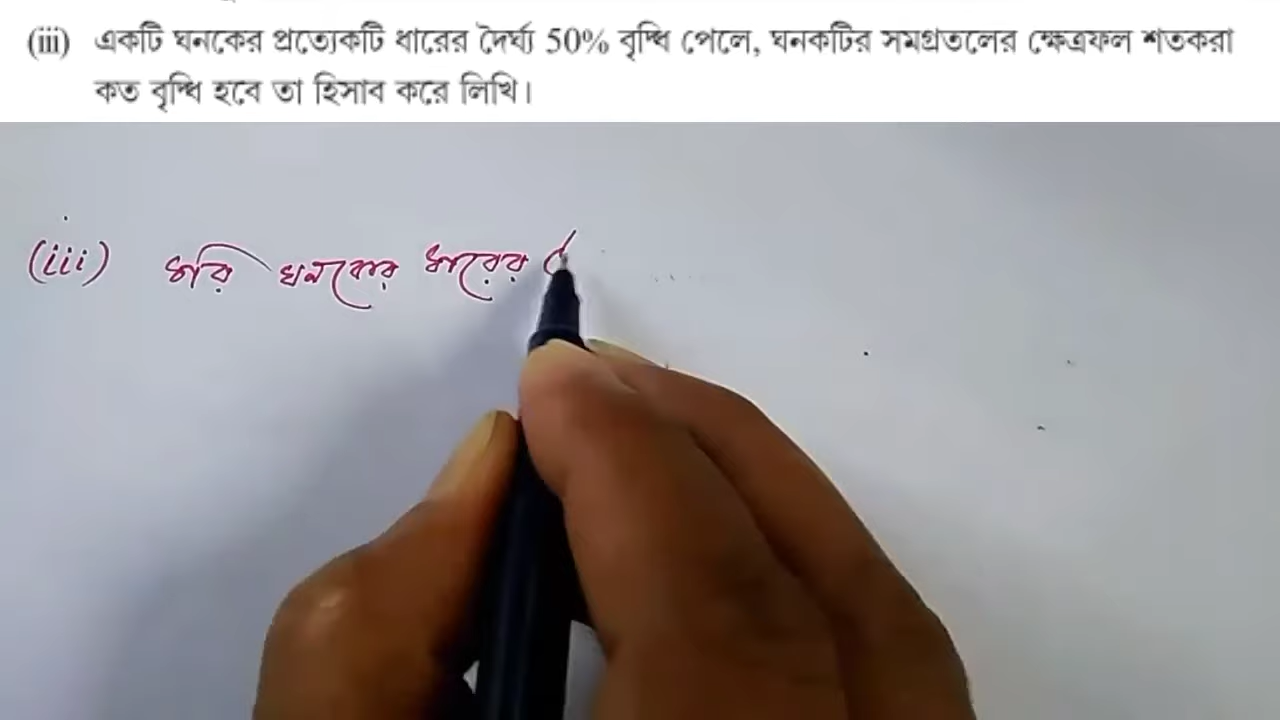 (iii) একটি ঘনকের প্রত্যেকটি ধারের দৈর্ঘ্য 50% বৃদ্ধি পেলে, ঘনকটির সমগ্রতলের ক্ষেত্রফল শতকরা
কত বৃদ্ধি হবে তা হিসাব করে লিখি।
(iii) ধরি ঘনকের ধারের